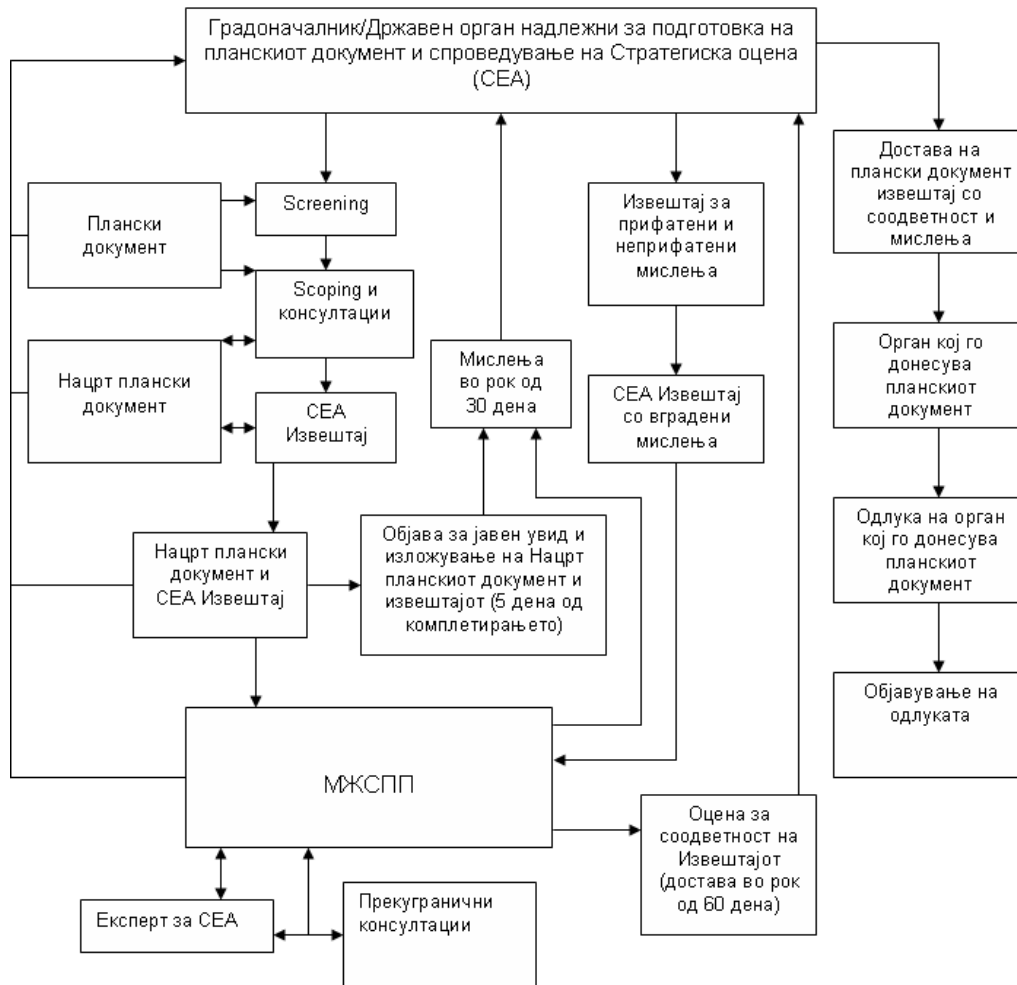 Градоначалник/Државен орган надлежни за подготовка на
планскиот документ и спроведување на Стратегиска оцена
(СЕА)
Плански
документ
Screening
Scoping и
консултации
Нацрт плански
документ
СЕА
Извештај
Нацрт плански
документ и
СЕА Извештај
Објава за јавен увид и
изложување на Нацрт
планскиот документ и
извештајот (5 дена од
комплетирањето)
Мислења
во рок од
30 дена
Извештај за
прифатени и
неприфатени
мислења
СЕА Извештај
со вградени
мислења
Достава на
плански документ
извештај со
соодветност и
мислења
Орган кој го
донесува
планскиот
документ
Одлука на орган
кој го донесува
планскиот
документ
Објавување на
одлуката
МЖСПП
Оцена за
соодветност на
Извештајот
(достава во рок
од 60 дена)
Експерт за СЕА
Прекугранични
консултации